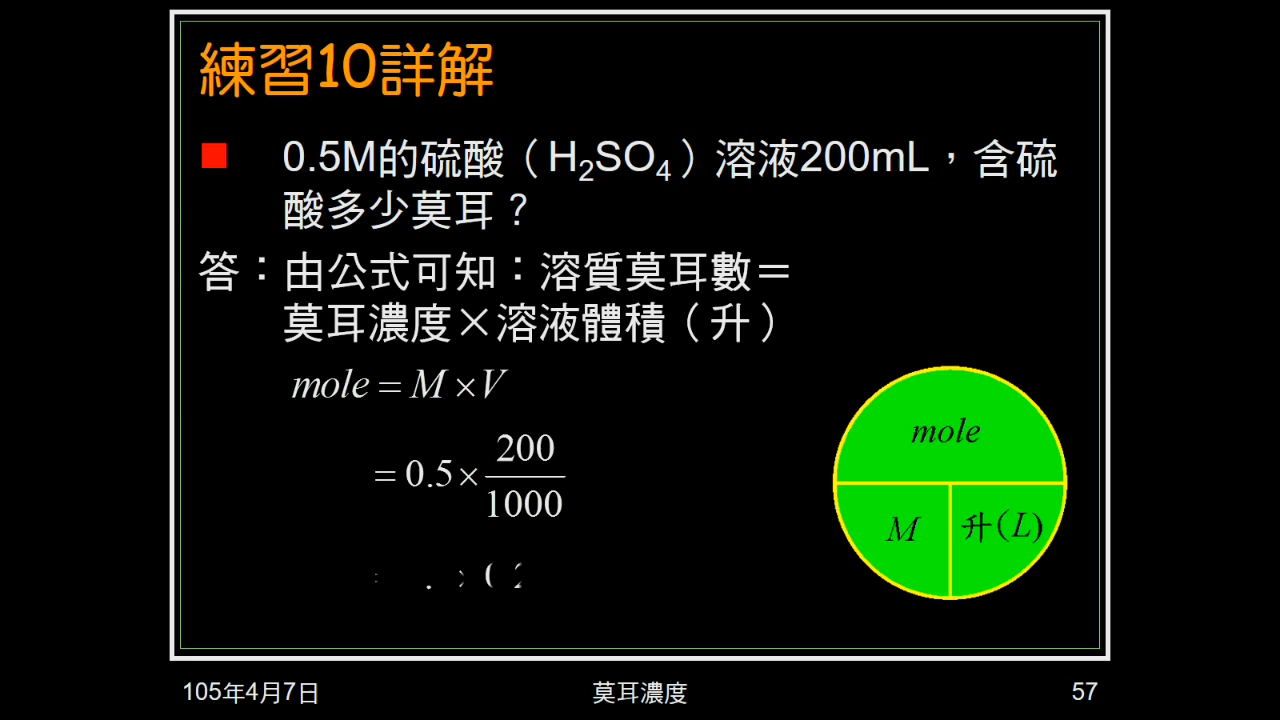 練習10詳解
■ 0.5M的硫酸（H₂SO₄）溶液200mL，含硫
酸多少莫耳？
答：由公式可知：溶質莫耳數＝
莫耳濃度×溶液體積（升）
mole = M × V
= 0.5 × 200/1000
mole
M 升(L)
105年4月7日 莫耳濃度 57